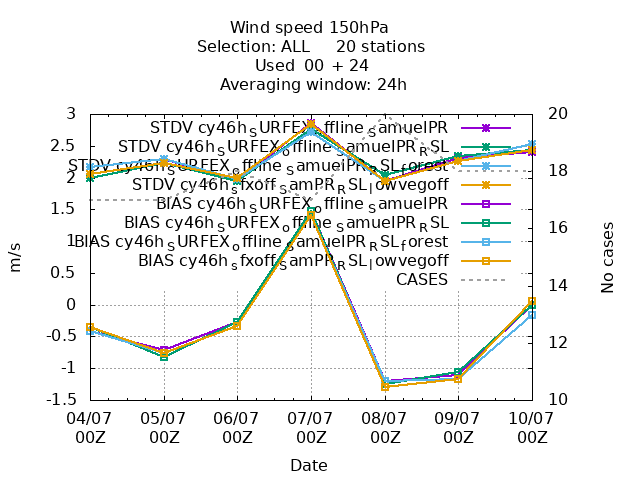 Wind speed 150hPa
Selection: ALL 20 stations
Used 00 + 24
Averaging window: 24h
3
2.5
2
1.5
1
0.5
0
-0.5
-1
-1.5
m/s
20
18
16
14
12
10
No cases
STDV cy46h_SURFEX_offline_SamuelPR
STDV cy46h_SURFEX_offline_SamuelPR_RSL
STDV cy46h_SURFEX_offline_SamuelPR_RSL_forest
STDV cy46h_sfxoff_SamPR_RSL_lowvegoff
BIAS cy46h_SURFEX_offline_SamuelPR
BIAS cy46h_SURFEX_offline_SamuelPR_RSL
BIAS cy46h_SURFEX_offline_SamuelPR_RSL_forest
BIAS cy46h_sfxoff_SamPR_RSL_lowvegoff
CASES
04/07 05/07 06/07 07/07 08/07 09/07 10/07
00Z 00Z 00Z 00Z 00Z 00Z 00Z
Date